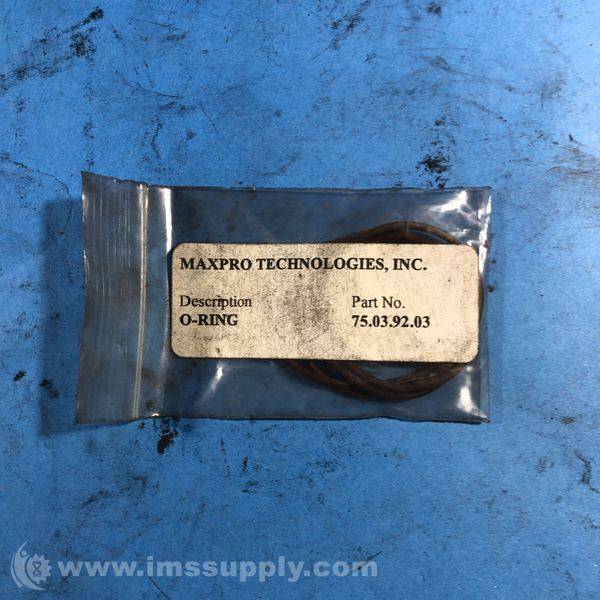 MAXPRO TECHNOLOGIES, INC.
Description Part No.
O-RING 75.03.92.03
www.imssupply.com